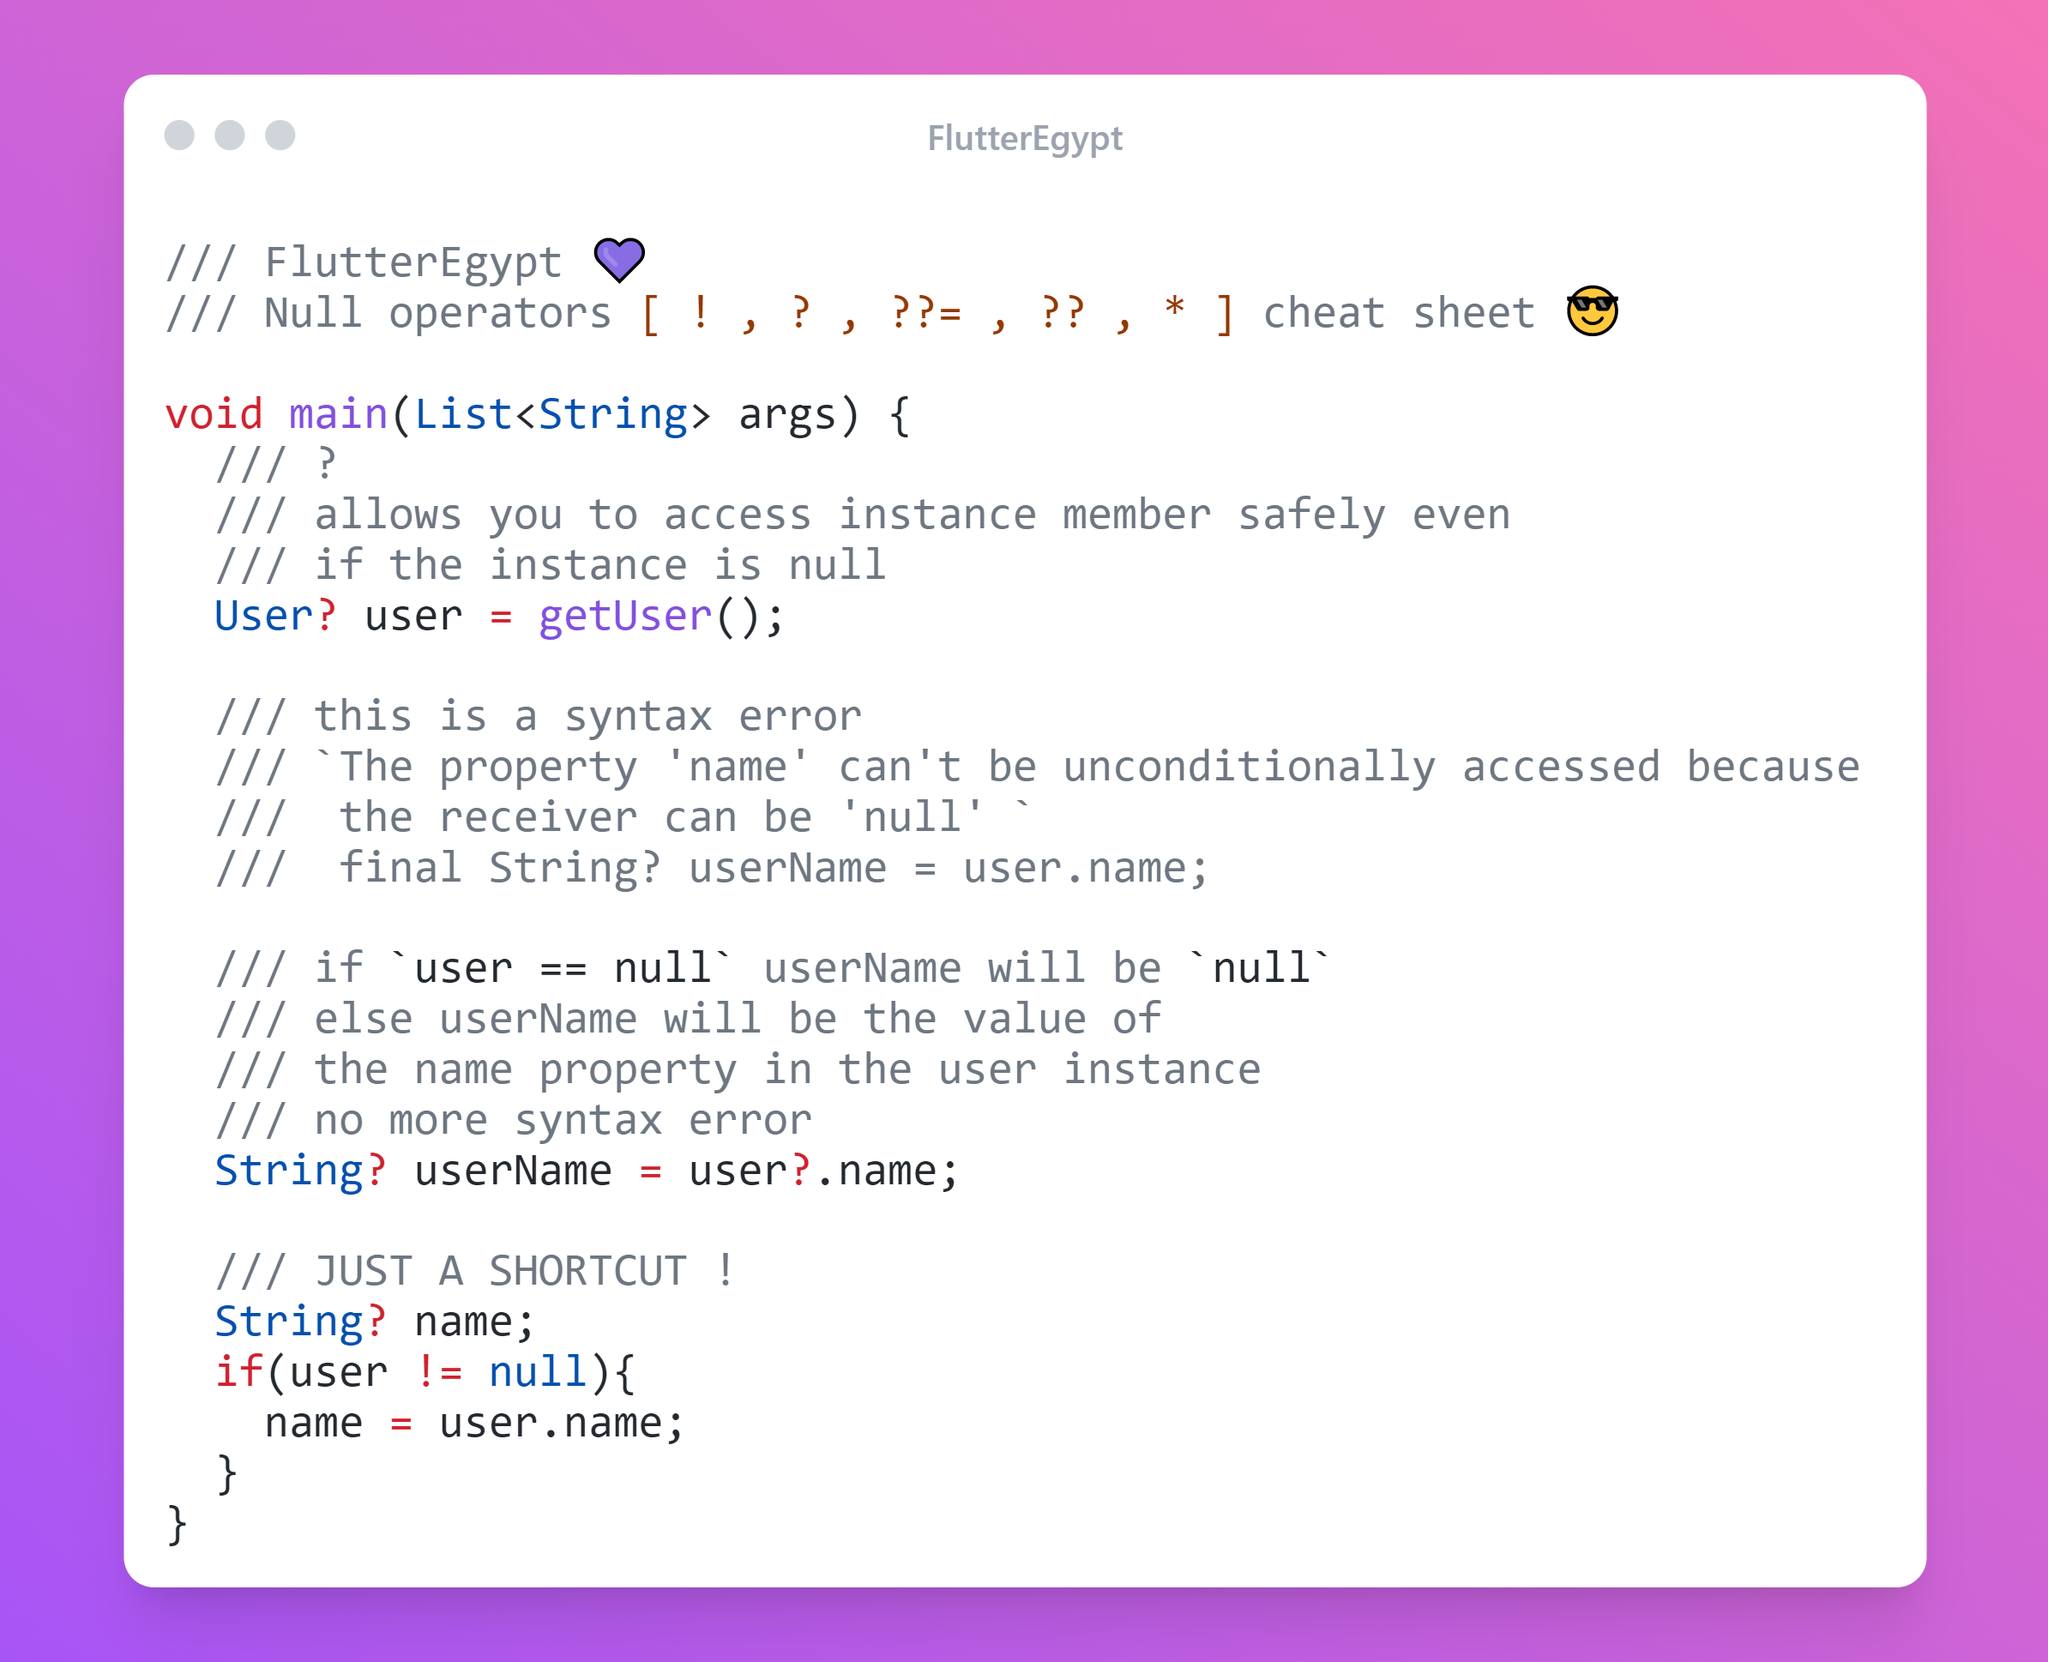 FlutterEgypt
/// FlutterEgypt 💜
/// Null operators [ ! , ? , ??= , ?? , * ] cheat sheet 😎
void main(List<String> args) {
/// ?
/// allows you to access instance member safely even
/// if the instance is null
User? user = getUser();
/// this is a syntax error
/// `The property 'name' can't be unconditionally accessed because
///  the receiver can be 'null' `
///  final String? userName = user.name;
/// if `user == null` userName will be `null`
/// else userName will be the value of
/// the name property in the user instance
/// no more syntax error
String? userName = user?.name;
/// JUST A SHORTCUT !
String? name;
if(user != null){
name = user.name;
}
}